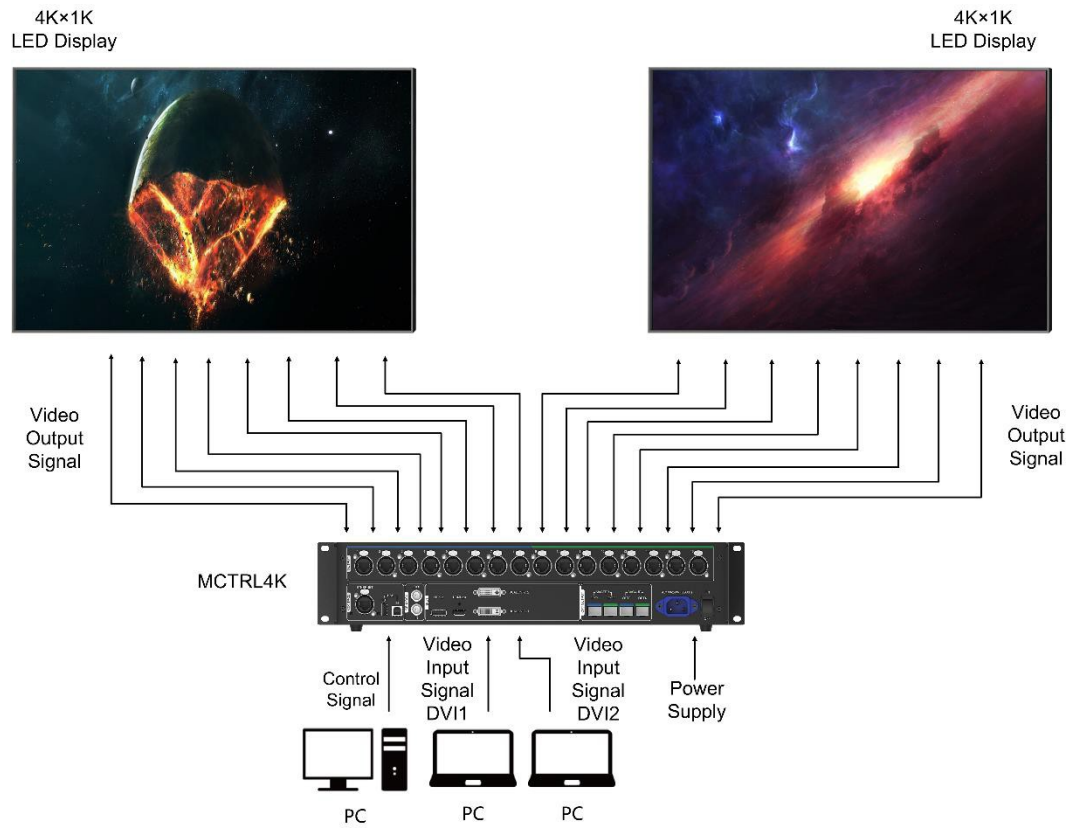 4K×1K
LED Display
4K×1K
LED Display
Video
Output
Signal
Video
Output
Signal
MCTRL4K
Control
Signal
Video
Input
Signal
DVI1
Video
Input
Signal
DVI2
Power
Supply
PC
PC
PC